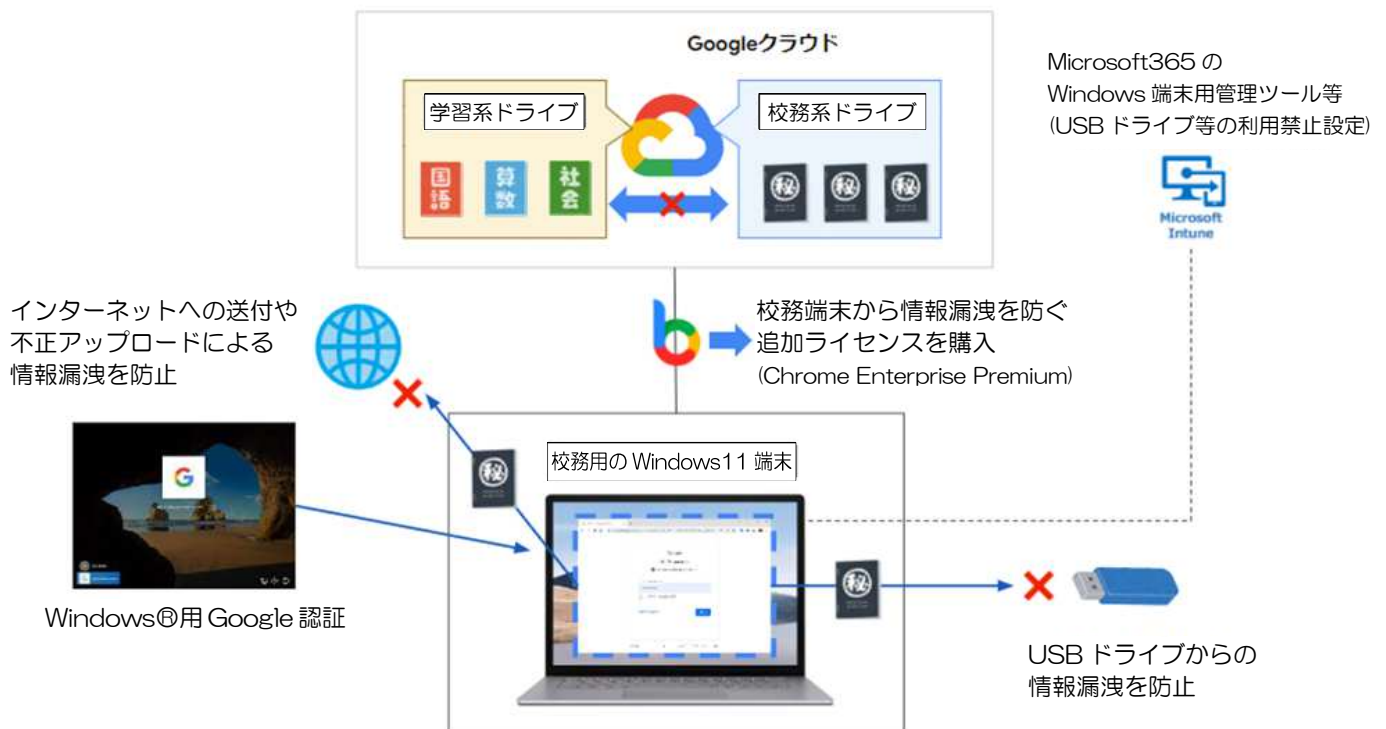 Googleクラウド
学習系ドライブ
校務系ドライブ
国語
算数
社会
㊙
㊙
㊙
Microsoft365 の
Windows 端末用管理ツール等
(USB ドライブ等の利用禁止設定)
Microsoft
Intune
インターネットへの送付や
不正アップロードによる
情報漏洩を防止
校務端末から情報漏洩を防ぐ
追加ライセンスを購入
(Chrome Enterprise Premium)
㊙
校務用の Windows11 端末
㊙
Windows®用 Google 認証
USB ドライブからの
情報漏洩を防止